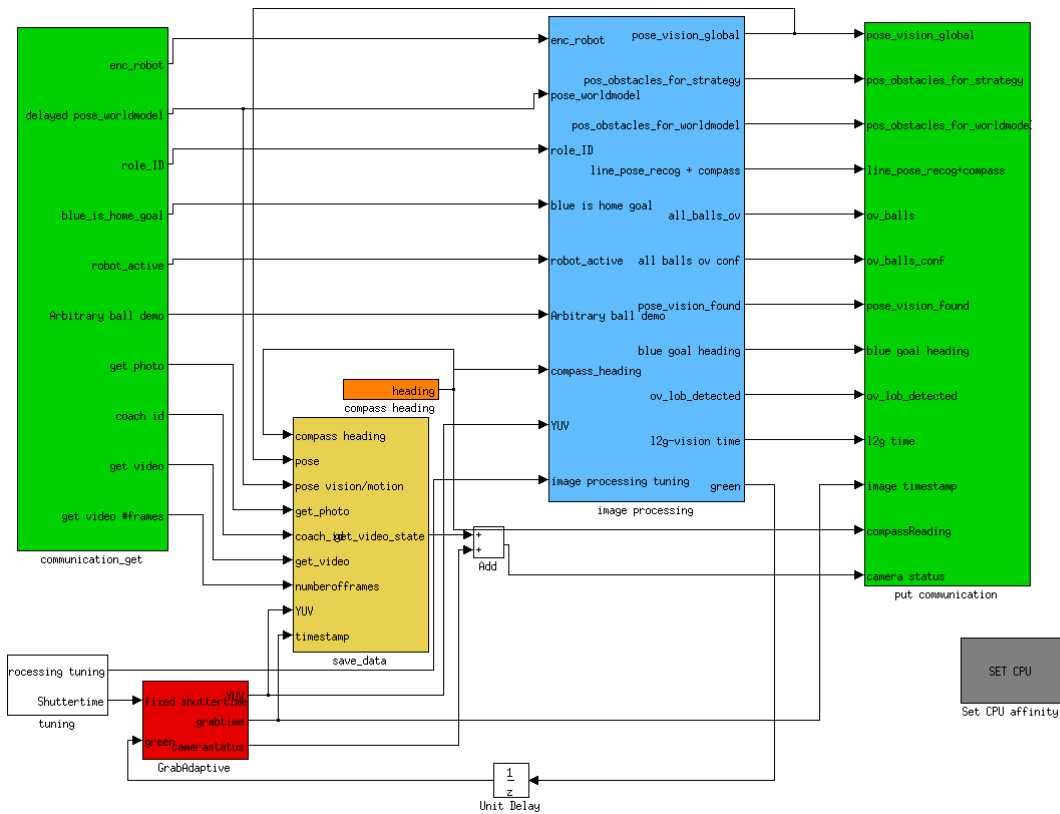 enc_robot
delayed pose_worldmodel
role_ID
blue_is_home_goal
robot_active
Arbitrary ball demo
get photo
coach id
get video
get video #frames
communication_get
enc_robot
pose_worldmodel
role_ID
blue is home goal
robot_active
Arbitrary ball demo
compass_heading
YUV
image processing tuning
pose_vision_global
pos_obstacles_for_strategy
pos_obstacles_for_worldmodel
line_pose_recog + compass
all_balls_ov
all balls ov conf
pose_vision_found
blue goal heading
ov_lob_detected
l2g-vision time
green
image processing
pose_vision_global
pos_obstacles_for_strategy
pos_obstacles_for_worldmodel
line_pose_recog+compass
ov_balls
ov_balls_conf
pose_vision_found
blue goal heading
ov_lob_detected
l2g time
image timestamp
compassReading
camera status
put communication
heading
compass heading
compass heading
pose
pose vision/motion
get_photo
coach_id
get_video
numberofframes
YUV
timestamp
get_video_state
save_data
+
+
Add
rocessing tuning
Shuttertime
tuning
fixed shuttertime
green
YUV
grabtime
camerastatus
GrabAdaptive
1
z
Unit Delay
SET CPU
Set CPU affinity